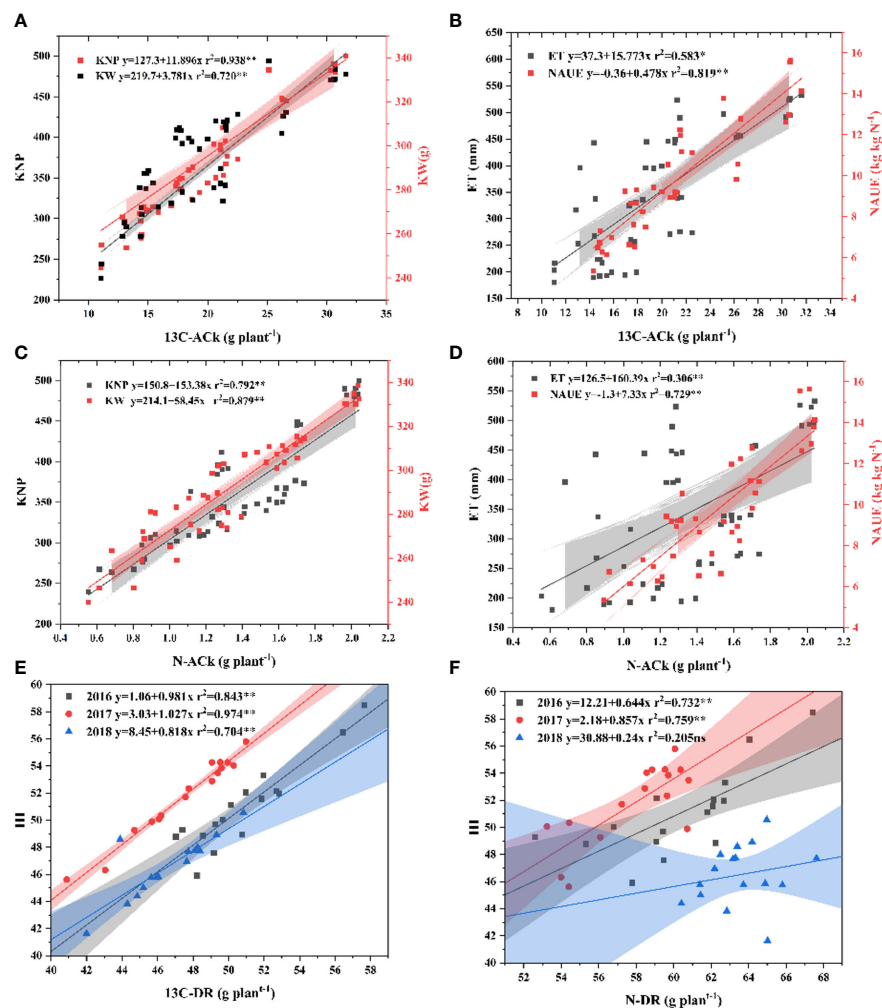 A
KNP y=127.3+11.896x r²=0.938**
KW y=219.7+3.781x r²=0.720**
KNP
500
450
400
350
300
250
200
KW(g)
340
320
300
280
260
240
10 15 20 25 30 35
13C-ACk (g plant⁻¹)
B
ET y=37.3+15.773x r²=0.583*
NAUE y=−0.36+0.478x r²=0.819**
ET (mm)
600
550
500
450
400
350
300
250
200
150
NAUE (kg kg N⁻¹)
16
14
12
10
8
6
4
8 10 12 14 16 18 20 22 24 26 28 30 32 34
13C-ACk (g plant⁻¹)
C
KNP y=150.8−153.38x r²=0.792**
KW y=214.1−58.45x r²=0.879**
KNP
500
450
400
350
300
250
200
KW(g)
340
320
300
280
260
240
0.4 0.6 0.8 1.0 1.2 1.4 1.6 1.8 2.0 2.2
N-ACk (g plant⁻¹)
D
ET y=126.5+160.39x r²=0.306**
NAUE y=−1.3+7.33x r²=0.729**
ET (mm)
600
550
500
450
400
350
300
250
200
150
NAUE (kg kg N⁻¹)
16
14
12
10
8
6
4
0.4 0.6 0.8 1.0 1.2 1.4 1.6 1.8 2.0 2.2
N-ACk (g plant⁻¹)
E
2016 y=1.06+0.981x r²=0.843**
2017 y=3.03+1.027x r²=0.974**
2018 y=8.45+0.818x r²=0.704**
III
60
58
56
54
52
50
48
46
44
42
40
40 42 44 46 48 50 52 54 56 58
13C-DR (g planᵗ⁻¹)
F
2016 y=12.21+0.644x r²=0.732**
2017 y=2.18+0.857x r²=0.759**
2018 y=30.88+0.24x r²=0.205ns
III
60
58
56
54
52
50
48
46
44
42
40
52 54 56 58 60 62 64 66 68
N-DR (g planᵗ⁻¹)